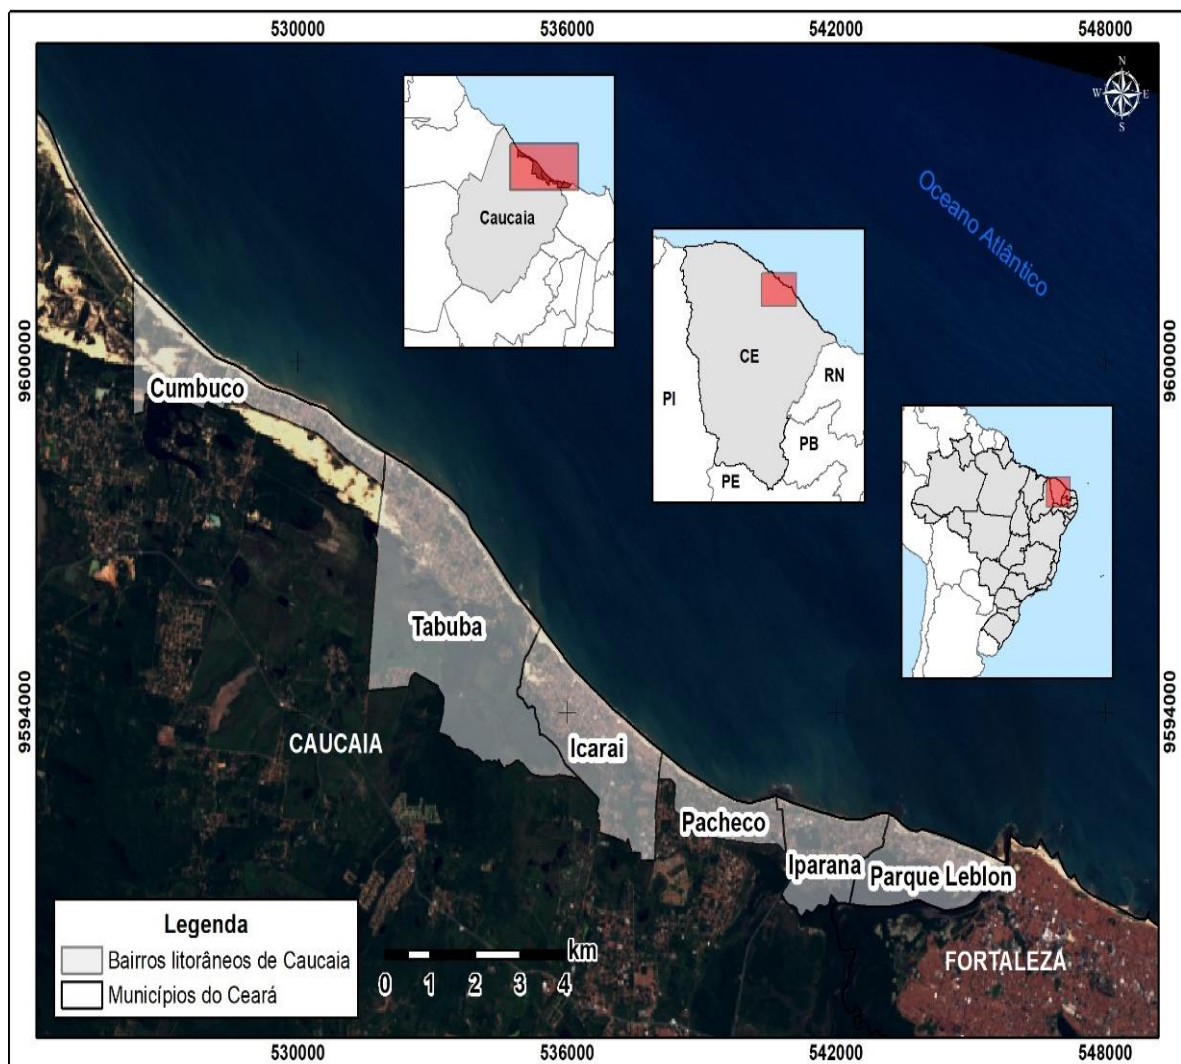 530000
536000
542000
548000
N
W
E
S
Oceano Atlântico
Caucaia
CE
RN
PI
PB
PE
9600000
9600000
Cumbuco
Tabuba
9594000
9594000
CAUCAIA
Icarai
Pacheco
Iparana
Parque Leblon
FORTALEZA
Legenda
Bairros litorâneos de Caucaia
Municípios do Ceará
km
0 1 2 3 4
530000
536000
542000
548000